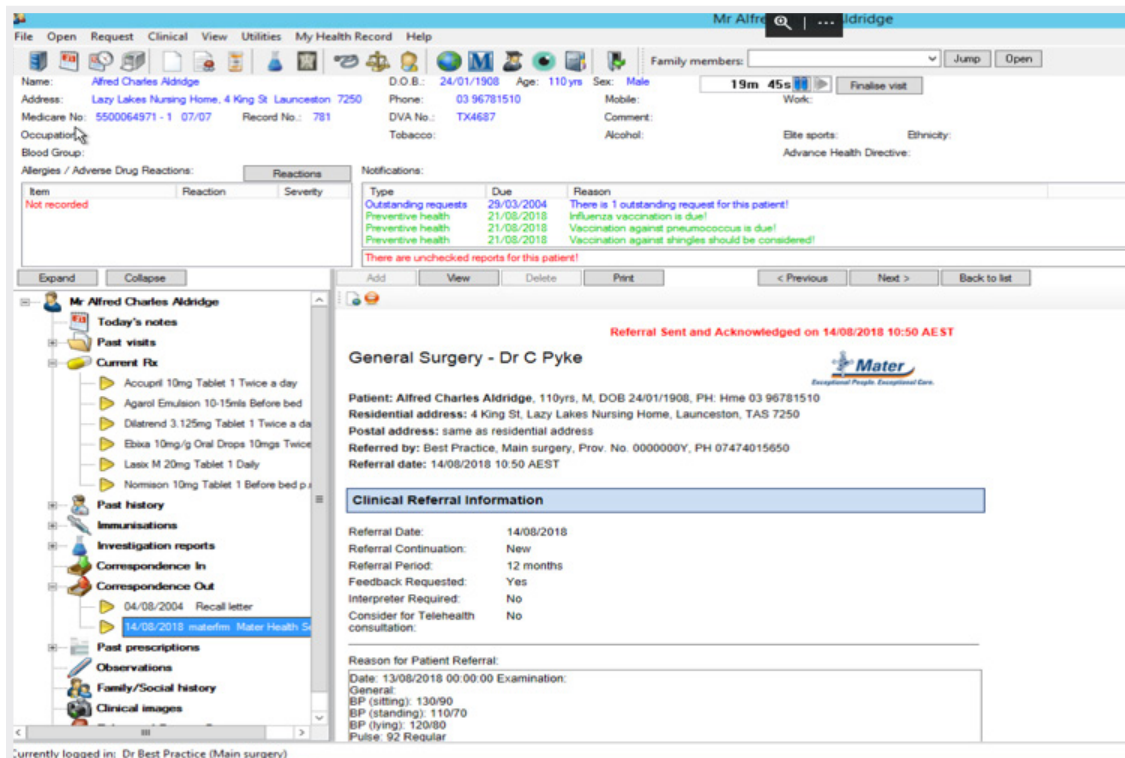 Mr Alfre ldridge
File Open Request Clinical View Utilities My Health Record Help
Family members: Jump Open
Name: Alfred Charles Aldridge D.O.B.: 24/01/1908 Age: 110 yrs Sex: Male 19m 45s Finalise visit
Address: Lazy Lakes Nursing Home, 4 King St Launceston 7250 Phone: 03 96781510 Mobile: Work:
Medicare No: 5500064971 - 1 07/07 Record No.: 781 DVA No.: TX4687 Comment:
Occupation Tobacco: Alcohol: Elite sports: Ethnicity:
Blood Group: Advance Health Directive:
Allergies / Adverse Drug Reactions: Reactions Notifications:
Item Reaction Severity Type Due Reason
Not recorded Outstanding requests 29/03/2004 There is 1 outstanding request for this patient!
Preventive health 21/08/2018 Influenza vaccination is due!
Preventive health 21/08/2018 Vaccination against pneumococcus is due!
Preventive health 21/08/2018 Vaccination against shingles should be considered!
There are unchecked reports for this patient!
Expand Collapse Add View Delete Print < Previous Next > Back to list
Mr Alfred Charles Aldridge
Today's notes
Past visits
Current Rx
Accupril 10mg Tablet 1 Twice a day
Agarol Emulsion 10-15mls Before bed
Dilatrend 3.125mg Tablet 1 Twice a da
Ebixa 10mg/g Oral Drops 10mgs Twice
Lasix M 20mg Tablet 1 Daily
Normison 10mg Tablet 1 Before bed p.r
Past history
Immunisations
Investigation reports
Correspondence In
Correspondence Out
04/08/2004 Recall letter
14/08/2018 materfrm Mater Health Se
Past prescriptions
Observations
Family/Social history
Clinical images
Referral Sent and Acknowledged on 14/08/2018 10:50 AEST
General Surgery - Dr C Pyke
Mater
Exceptional People. Exceptional Care.
Patient: Alfred Charles Aldridge, 110yrs, M, DOB 24/01/1908, PH: Hme 03 96781510
Residential address: 4 King St, Lazy Lakes Nursing Home, Launceston, TAS 7250
Postal address: same as residential address
Referred by: Best Practice, Main surgery, Prov. No. 0000000Y, PH 07474015650
Referral date: 14/08/2018 10:50 AEST
Clinical Referral Information
Referral Date: 14/08/2018
Referral Continuation: New
Referral Period: 12 months
Feedback Requested: Yes
Interpreter Required: No
Consider for Telehealth No
consultation:
Reason for Patient Referral:
Date: 13/08/2018 00:00:00 Examination:
General:
BP (sitting): 130/90
BP (standing): 110/70
BP (lying): 120/80
Pulse: 92 Regular
Currently logged in: Dr Best Practice (Main surgery)